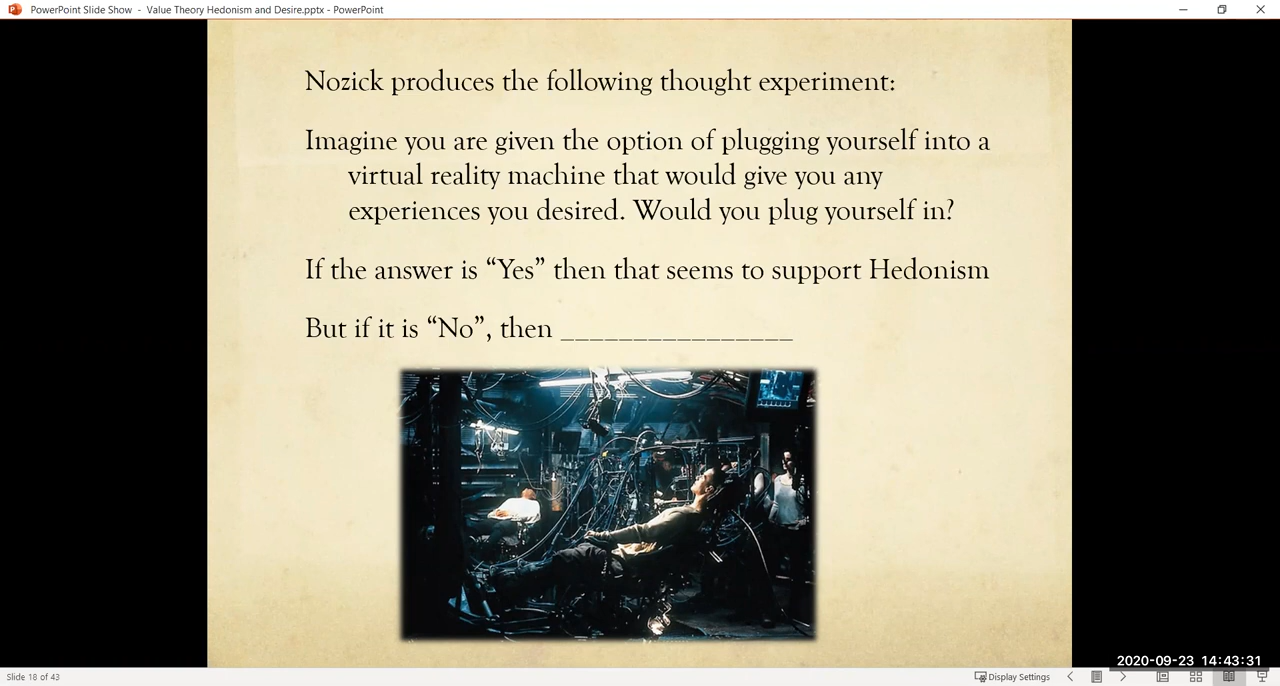 PowerPoint Slide Show - Value Theory Hedonism and Desire.pptx - PowerPoint
Nozick produces the following thought experiment:
Imagine you are given the option of plugging yourself into a
virtual reality machine that would give you any
experiences you desired. Would you plug yourself in?
If the answer is “Yes” then that seems to support Hedonism
But if it is “No”, then ________________
2020-09-23 14:43:31
Slide 18 of 43
Display Settings